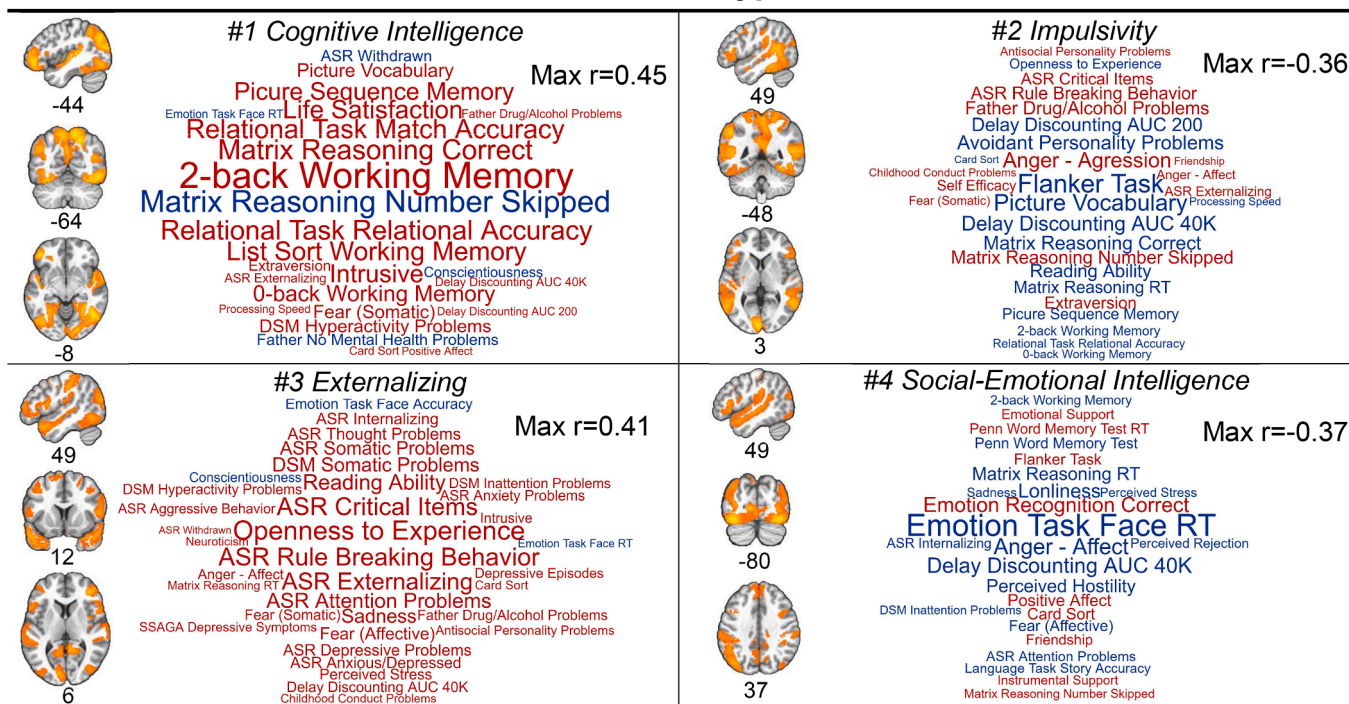 #1 Cognitive Intelligence
ASR Withdrawn
Picture Vocabulary
Max r=0.45
Picure Sequence Memory
Emotion Task Face RT Life Satisfaction Father Drug/Alcohol Problems
Relational Task Match Accuracy
Matrix Reasoning Correct
2-back Working Memory
Matrix Reasoning Number Skipped
Relational Task Relational Accuracy
List Sort Working Memory
Extraversion
ASR Externalizing Intrusive Conscientiousness
Delay Discounting AUC 40K
0-back Working Memory
Processing Speed Fear (Somatic) Delay Discounting AUC 200
DSM Hyperactivity Problems
Father No Mental Health Problems
Card Sort Positive Affect
-44
-64
-8
#2 Impulsivity
Antisocial Personality Problems
Openness to Experience
Max r=-0.36
ASR Critical Items
ASR Rule Breaking Behavior
Father Drug/Alcohol Problems
Delay Discounting AUC 200
Avoidant Personality Problems
Card Sort Anger - Agression Friendship
Childhood Conduct Problems Anger - Affect
Self Efficacy Flanker Task ASR Externalizing
Fear (Somatic) Picture Vocabulary Processing Speed
Delay Discounting AUC 40K
Matrix Reasoning Correct
Matrix Reasoning Number Skipped
Reading Ability
Matrix Reasoning RT
Extraversion
Picure Sequence Memory
2-back Working Memory
Relational Task Relational Accuracy
0-back Working Memory
49
-48
3
#3 Externalizing
Emotion Task Face Accuracy
ASR Internalizing
Max r=0.41
ASR Thought Problems
ASR Somatic Problems
DSM Somatic Problems
Conscientiousness Reading Ability DSM Inattention Problems
DSM Hyperactivity Problems ASR Anxiety Problems
ASR Aggressive Behavior ASR Critical Items Intrusive
ASR Withdrawn Openness to Experience
Neuroticism Emotion Task Face RT
ASR Rule Breaking Behavior
Anger - Affect ASR Externalizing Depressive Episodes
Matrix Reasoning RT Card Sort
ASR Attention Problems
Fear (Somatic) Sadness Father Drug/Alcohol Problems
SSAGA Depressive Symptoms Fear (Affective) Antisocial Personality Problems
ASR Depressive Problems
ASR Anxious/Depressed
Perceived Stress
Delay Discounting AUC 40K
Childhood Conduct Problems
49
12
6
#4 Social-Emotional Intelligence
2-back Working Memory
Emotional Support
Max r=-0.37
Penn Word Memory Test RT
Penn Word Memory Test
Flanker Task
Matrix Reasoning RT
Sadness Lonliness Perceived Stress
Emotion Recognition Correct
Emotion Task Face RT
ASR Internalizing Anger - Affect Perceived Rejection
Delay Discounting AUC 40K
Perceived Hostility
Positive Affect
DSM Inattention Problems Card Sort
Fear (Affective)
Friendship
ASR Attention Problems
Language Task Story Accuracy
Instrumental Support
Matrix Reasoning Number Skipped
49
-80
37